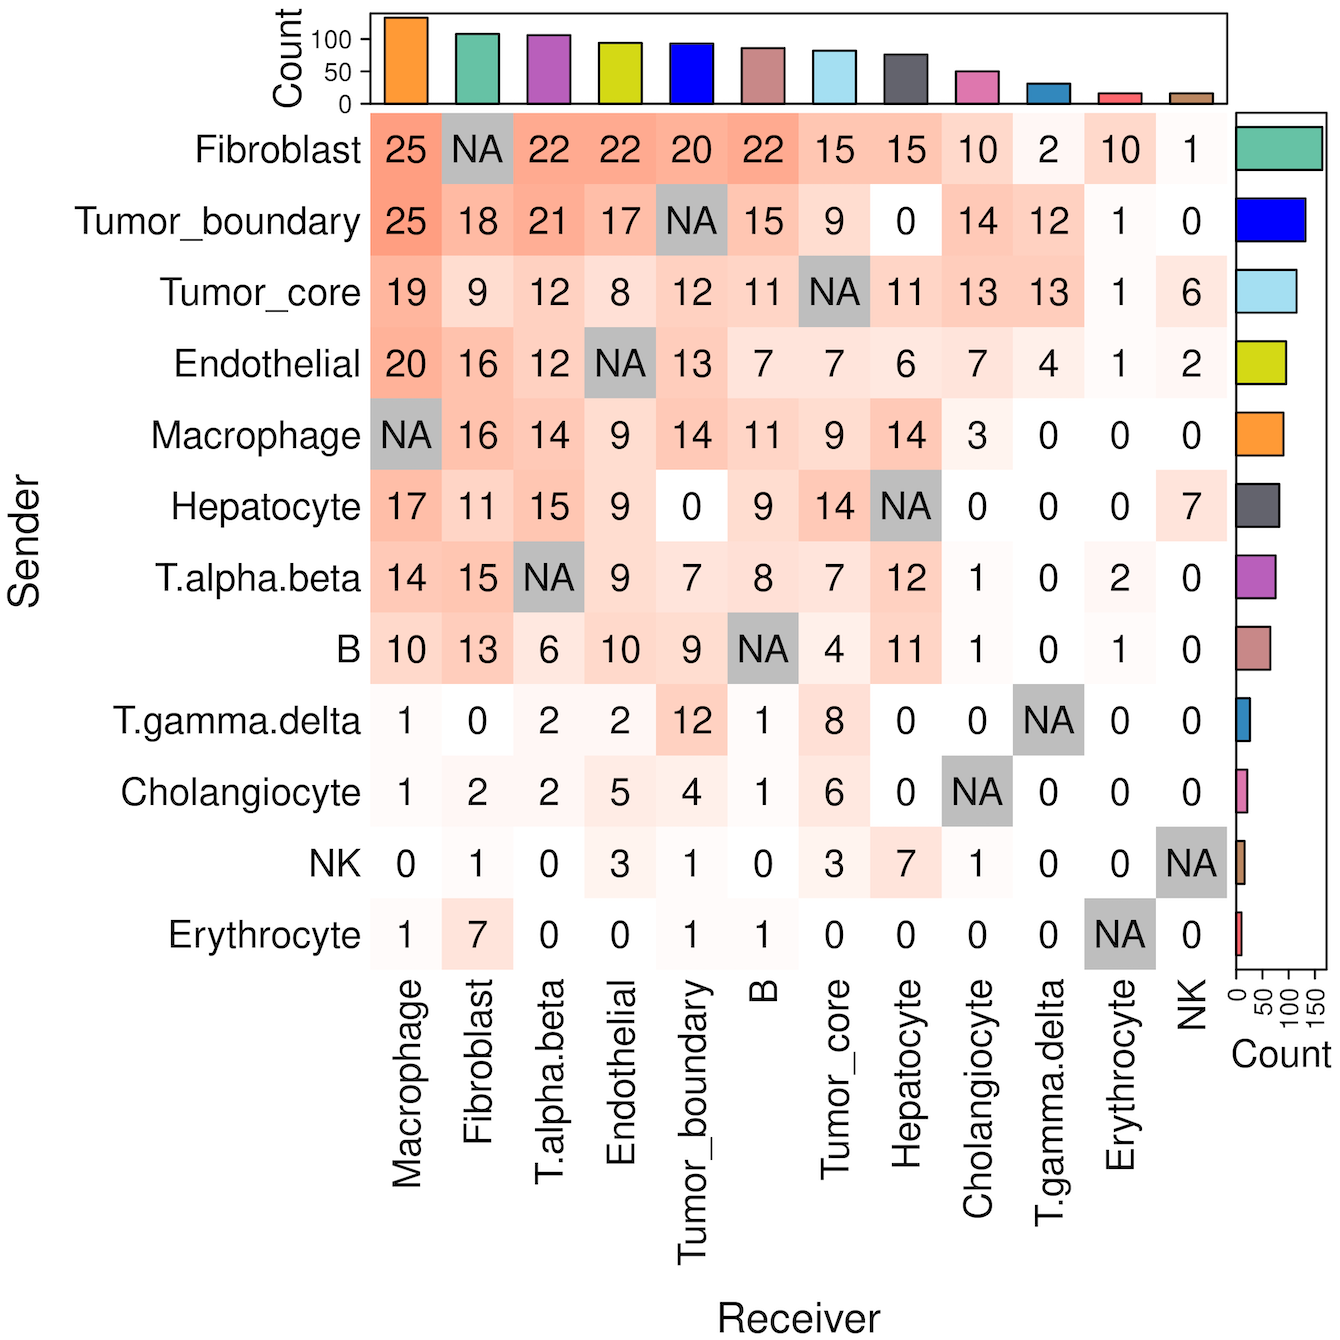 Count
100
50
0
Fibroblast 25 NA 22 22 20 22 15 15 10 2 10 1
Tumor_boundary 25 18 21 17 NA 15 9 0 14 12 1 0
Tumor_core 19 9 12 8 12 11 NA 11 13 13 1 6
Endothelial 20 16 12 NA 13 7 7 6 7 4 1 2
Macrophage NA 16 14 9 14 11 9 14 3 0 0 0
Hepatocyte 17 11 15 9 0 9 14 NA 0 0 0 7
T.alpha.beta 14 15 NA 9 7 8 7 12 1 0 2 0
B 10 13 6 10 9 NA 4 11 1 0 1 0
T.gamma.delta 1 0 2 2 12 1 8 0 0 NA 0 0
Cholangiocyte 1 2 2 5 4 1 6 0 NA 0 0 0
NK 0 1 0 3 1 0 3 7 1 0 0 NA
Erythrocyte 1 7 0 0 1 1 0 0 0 0 NA 0
Sender
Macrophage
Fibroblast
T.alpha.beta
Endothelial
Tumor_boundary
B
Tumor_core
Hepatocyte
Cholangiocyte
T.gamma.delta
Erythrocyte
NK
0
50
100
150
Count
Receiver